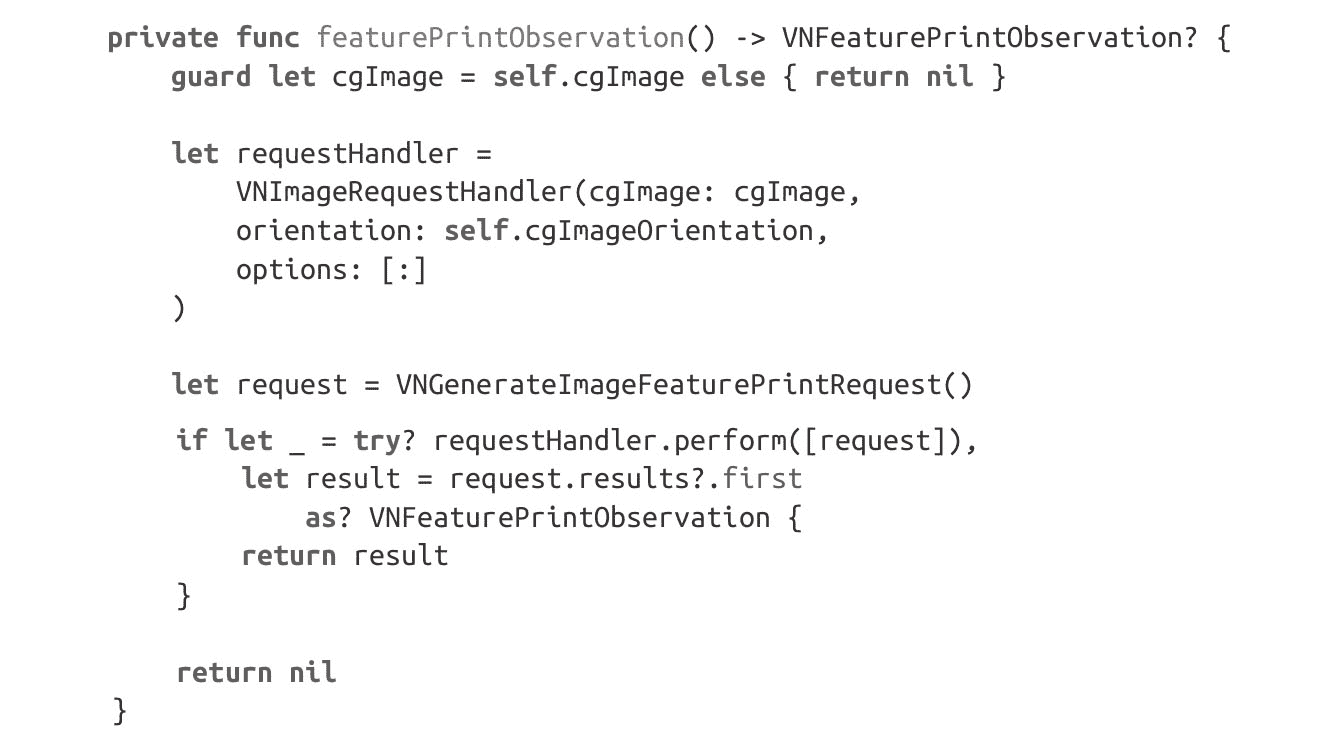 private func featurePrintObservation() -> VNFeaturePrintObservation? {
    guard let cgImage = self.cgImage else { return nil }

    let requestHandler =
        VNImageRequestHandler(cgImage: cgImage,
        orientation: self.cgImageOrientation,
        options: [:]
    )

    let request = VNGenerateImageFeaturePrintRequest()
    if let _ = try? requestHandler.perform([request]),
        let result = request.results?.first
            as? VNFeaturePrintObservation {
        return result
    }

    return nil
}